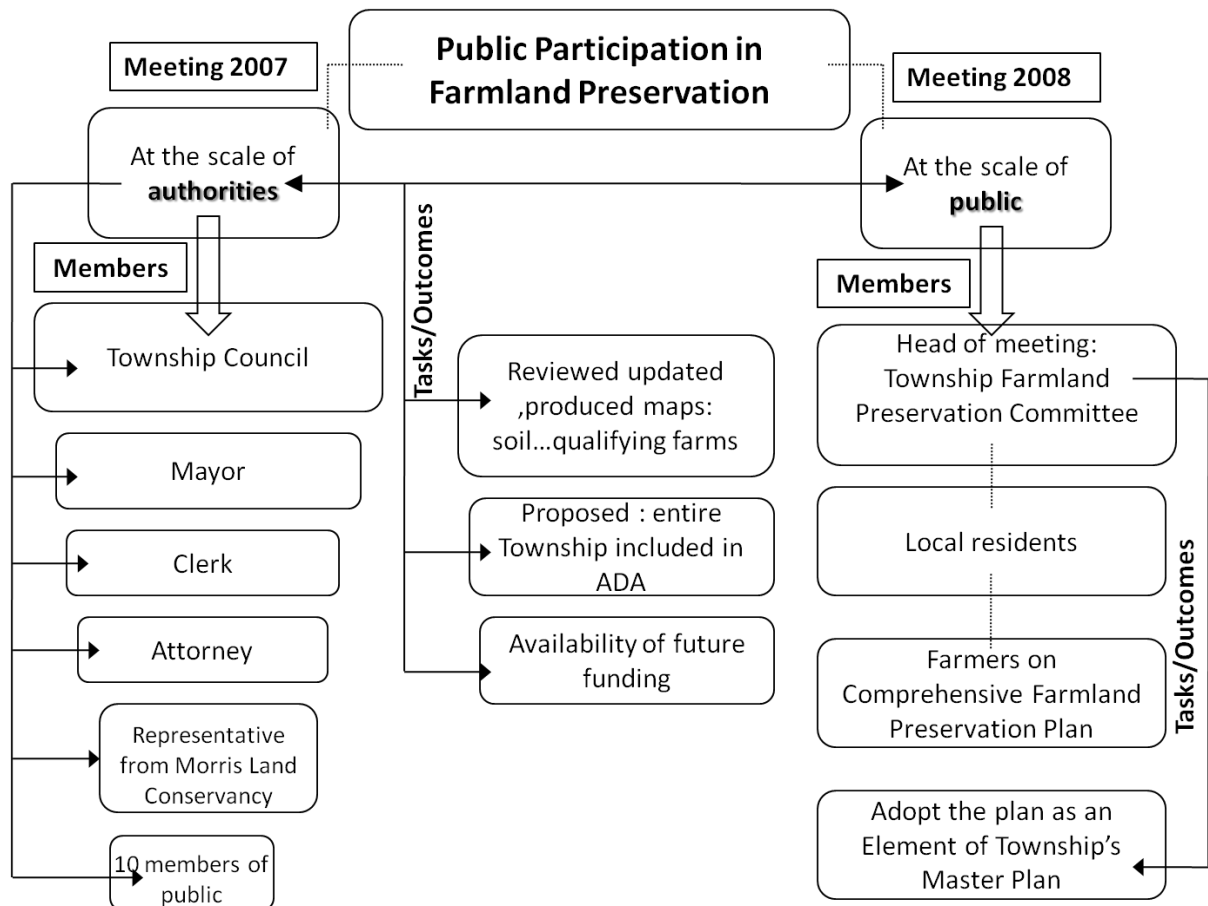 Public Participation in
Farmland Preservation
Meeting 2007
At the scale of
authorities
Members
Township Council
Mayor
Clerk
Attorney
Representative
from Morris Land
Conservancy
10 members of
public
Tasks/Outcomes
Reviewed updated
,produced maps:
soil...qualifying farms
Proposed : entire
Township included in
ADA
Availability of future
funding
Meeting 2008
At the scale of
public
Members
Head of meeting:
Township Farmland
Preservation Committee
Local residents
Farmers on
Comprehensive Farmland
Preservation Plan
Tasks/Outcomes
Adopt the plan as an
Element of Township's
Master Plan